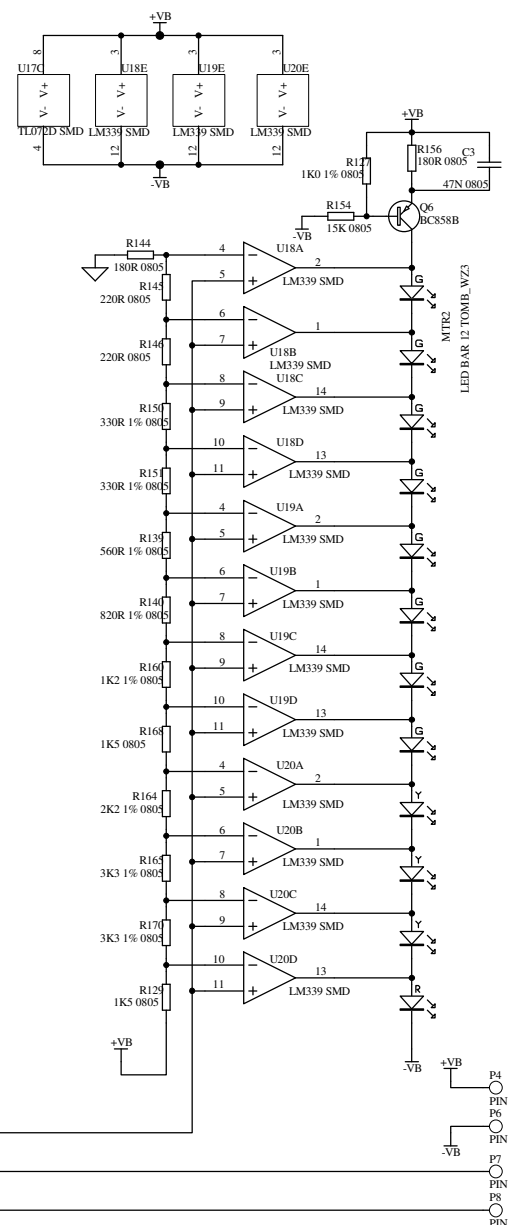 +VB
8 3 3 3
U17C U18E U19E U20E
V+ V+ V+ V+
V- V- V- V-
TL072D SMD LM339 SMD LM339 SMD LM339 SMD
4 12 12 12
-VB
+VB
R127
1K0 1% 0805
R156
180R 0805
C3
47N 0805
Q6
BC858B
R154
15K 0805
-VB
R144
180R 0805
4
5
U18A
2
LM339 SMD
R145
220R 0805
G
MTR2
LED BAR 12 TOMB_WZ3
6
7
1
U18B
LM339 SMD
R146
220R 0805
G
8
9
U18C
14
LM339 SMD
R150
330R 1% 0805
G
10
11
U18D
13
LM339 SMD
R151
330R 1% 0805
G
4
5
U19A
2
LM339 SMD
R139
560R 1% 0805
G
6
7
U19B
1
LM339 SMD
R140
820R 1% 0805
G
8
9
U19C
14
LM339 SMD
R160
1K2 1% 0805
G
10
11
U19D
13
LM339 SMD
R168
1K5 0805
G
4
5
U20A
2
LM339 SMD
R164
2K2 1% 0805
Y
6
7
U20B
1
LM339 SMD
R165
3K3 1% 0805
Y
8
9
U20C
14
LM339 SMD
R170
3K3 1% 0805
Y
10
11
U20D
13
LM339 SMD
R129
1K5 0805
R
+VB
-VB
+VB
P4
PIN
P6
PIN
-VB
P7
PIN
P8
PIN